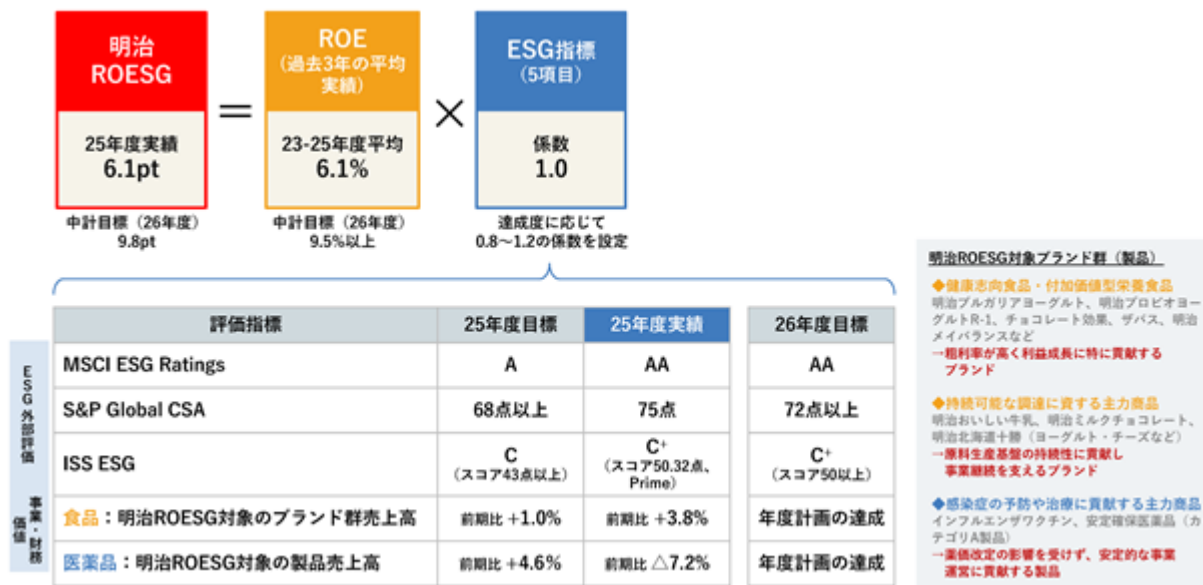 明治
ROESG
25年度実績
6.1pt
中計目標（26年度）
9.8pt
＝
ROE
（過去3年の平均
実績）
23-25年度平均
6.1%
中計目標（26年度）
9.5%以上
×
ESG指標
（5項目）
係数
1.0
達成度に応じて
0.8～1.2の係数を設定
評価指標 25年度目標 25年度実績 26年度目標
ESG外部評価
MSCI ESG Ratings A AA AA
S&P Global CSA 68点以上 75点 72点以上
ISS ESG C C⁺ C⁺
（スコア43点以上） （スコア50.32点、 （スコア50以上）
Prime）
事業・財務
価値
食品：明治ROESG対象のブランド群売上高 前期比 +1.0% 前期比 +3.8% 年度計画の達成
医薬品：明治ROESG対象の製品売上高 前期比 +4.6% 前期比 △7.2% 年度計画の達成
明治ROESG対象ブランド群（製品）
◆健康志向食品・付加価値型栄養食品
明治ブルガリアヨーグルト、明治プロビオヨー
グルトR-1、チョコレート効果、ザバス、明治
メイバランスなど
→粗利率が高く利益成長に特に貢献する
ブランド
◆持続可能な調達に資する主力商品
明治おいしい牛乳、明治ミルクチョコレート、
明治北海道十勝（ヨーグルト・チーズなど）
→原料生産基盤の持続性に貢献し
事業継続を支えるブランド
◆感染症の予防や治療に貢献する主力商品
インフルエンザワクチン、安定確保医薬品（カ
テゴリA製品）
→薬価改定の影響を受けず、安定的な事業
運営に貢献する製品